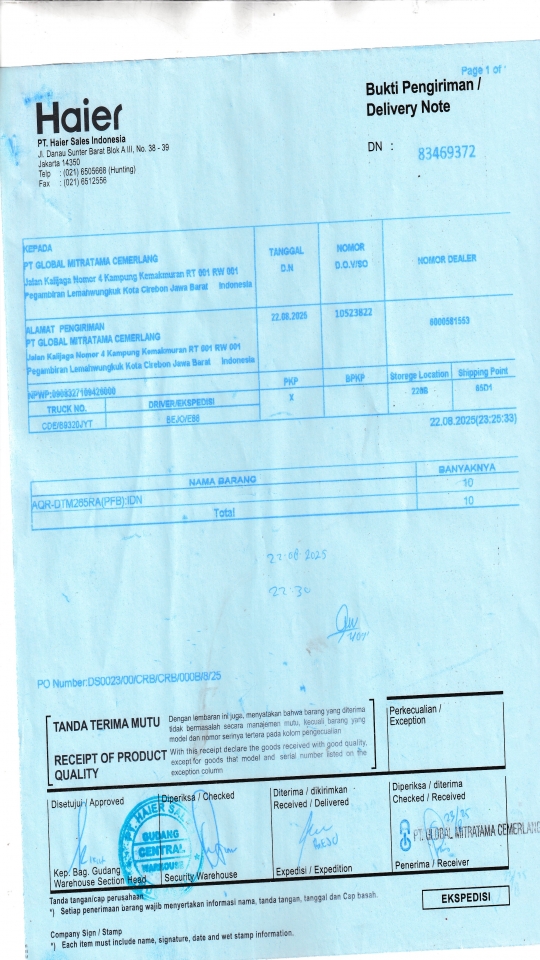 Page 1 of
Haier
PT. Haier Sales Indonesia
Jl. Danau Sunter Barat Blok A III, No. 38 - 39
Jakarta 14350
Telp : (021) 6505668 (Hunting)
Fax : (021) 6512556
Bukti Pengiriman /
Delivery Note
DN : 83469372
KEPADA
PT GLOBAL MITRATAMA CEMERLANG
Jalan Kalijaga Nomor 4 Kampung Kemakmuran RT 001 RW 001
Pegambiran Lemahwungkuk Kota Cirebon Jawa Barat Indonesia
TANGGAL
D.N
NOMOR
D.O.V/SO
NOMOR DEALER
ALAMAT PENGIRIMAN
PT GLOBAL MITRATAMA CEMERLANG
Jalan Kalijaga Nomor 4 Kampung Kemakmuran RT 001 RW 001
Pegambiran Lemahwungkuk Kota Cirebon Jawa Barat Indonesia
22.08.2025
10523822
PKP
BPKP
Storege Location
Shipping Point
X
TRUCK NO.
DRIVER/EKSPEDISI
22.08.2025(23:25:33)
NAMA BARANG
BANYAKNYA
AQR-DTM265RA(PFB):IDN
10
Total
10
22.08 2025
22:30
PO Number:DS0023/00/CRB/CRB/000B/8/25
TANDA TERIMA MUTU
Dengan lembaran ini juga, menyatakan bahwa barang yang diterima
tidak bermasalah secara manajemen mutu, kecuali barang yang
model dan nomor serinya tertera pada kolom pengecualian
RECEIPT OF PRODUCT
QUALITY
With this receipt declare the goods received with good quality,
except for goods that model and serial number listed on the
exception column
Perkecualian /
Exception
Disetujui / Approved
Diperiksa / Checked
Diterima / dikirimkan
Received / Delivered
Diperiksa / diterima
Checked / Received
PT. HAIER SALES
GUDANG
CENTRAL
WAREHOUSE
BEJO
PT. GLOBAL MITRATAMA CEMERLANG
Kep. Bag. Gudang
Warehouse Section Head
Security Warehouse
Expedisi / Expedition
Penerima / Receiver
Tanda tangan/cap perusahaan
*) Setiap penerimaan barang wajib menyertakan informasi nama, tanda tangan, tanggal dan Cap basah.
EKSPEDISI
Company Sign / Stamp
*) Each item must include name, signature, date and wet stamp information.